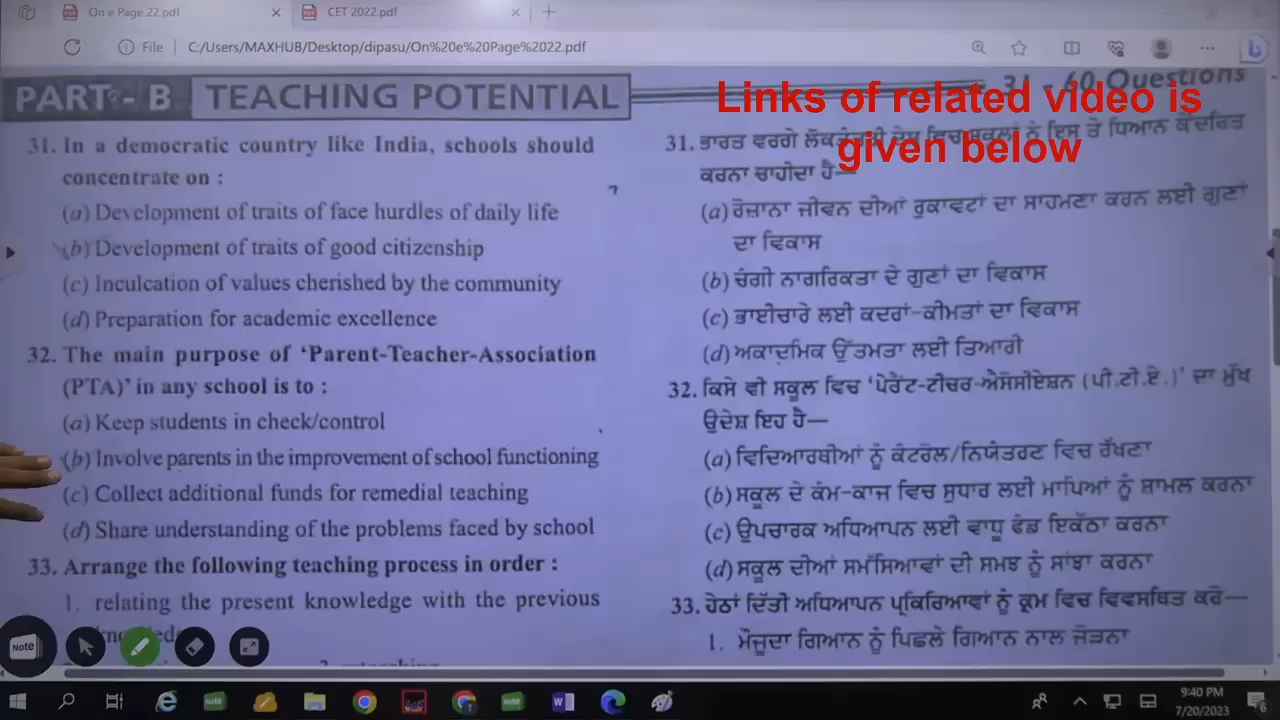 On e Page 22.pdf
CET 2022.pdf
File
C:/Users/MAXHUB/Desktop/dipasu/On%20e%20Page%2022.pdf
PART - B TEACHING POTENTIAL
31 - 60 Questions
Links of related video is
given below
31. In a democratic country like India, schools should
concentrate on :
(a) Development of traits of face hurdles of daily life
(b) Development of traits of good citizenship
(c) Inculcation of values cherished by the community
(d) Preparation for academic excellence
32. The main purpose of ‘Parent-Teacher-Association
(PTA)’ in any school is to :
(a) Keep students in check/control
(b) Involve parents in the improvement of school functioning
(c) Collect additional funds for remedial teaching
(d) Share understanding of the problems faced by school
33. Arrange the following teaching process in order :
1. relating the present knowledge with the previous
31. ਭਾਰਤ ਵਰਗੇ ਵਿਚ ਸਕੂਲਾਂ ਨੂੰ ਇਸ ਤੇ ਧਿਆਨ ਕੇਂਦਰਿਤ
ਕਰਨਾ ਚਾਹੀਦਾ ਹੈ—
(a) ਰੋਜ਼ਾਨਾ ਜੀਵਨ ਦੀਆਂ ਰੁਕਾਵਟਾਂ ਦਾ ਸਾਹਮਣਾ ਕਰਨ ਲਈ ਗੁਣਾਂ
ਦਾ ਵਿਕਾਸ
(b) ਚੰਗੀ ਨਾਗਰਿਕਤਾ ਦੇ ਗੁਣਾਂ ਦਾ ਵਿਕਾਸ
(c) ਭਾਈਚਾਰੇ ਲਈ ਕਦਰਾਂ-ਕੀਮਤਾਂ ਦਾ ਵਿਕਾਸ
(d) ਅਕਾਦਮਿਕ ਉੱਤਮਤਾ ਲਈ ਤਿਆਰੀ
32. ਕਿਸੇ ਵੀ ਸਕੂਲ ਵਿਚ ‘ਪੇਰੈਂਟ-ਟੀਚਰ-ਐਸੋਸੀਏਸ਼ਨ (ਪੀ.ਟੀ.ਏ.)’ ਦਾ ਮੁੱਖ
ਉਦੇਸ਼ ਇਹ ਹੈ—
(a) ਵਿਦਿਆਰਥੀਆਂ ਨੂੰ ਕੰਟਰੋਲ/ਨਿਯੰਤਰਣ ਵਿਚ ਰੱਖਣਾ
(b) ਸਕੂਲ ਦੇ ਕੰਮ-ਕਾਜ ਵਿਚ ਸੁਧਾਰ ਲਈ ਮਾਪਿਆਂ ਨੂੰ ਸ਼ਾਮਲ ਕਰਨਾ
(c) ਉਪਚਾਰਕ ਅਧਿਆਪਨ ਲਈ ਵਾਧੂ ਫੰਡ ਇਕੱਠਾ ਕਰਨਾ
(d) ਸਕੂਲ ਦੀਆਂ ਸਮੱਸਿਆਵਾਂ ਦੀ ਸਮਝ ਨੂੰ ਸਾਂਝਾ ਕਰਨਾ
33. ਹੇਠਾਂ ਦਿੱਤੀ ਅਧਿਆਪਨ ਪ੍ਰਕਿਰਿਆਵਾਂ ਨੂੰ ਕ੍ਰਮ ਵਿਚ ਵਿਵਸਥਿਤ ਕਰੋ—
1. ਮੌਜੂਦਾ ਗਿਆਨ ਨੂੰ ਪਿਛਲੇ ਗਿਆਨ ਨਾਲ ਜੋੜਨਾ
Note
9:40 PM
7/20/2023